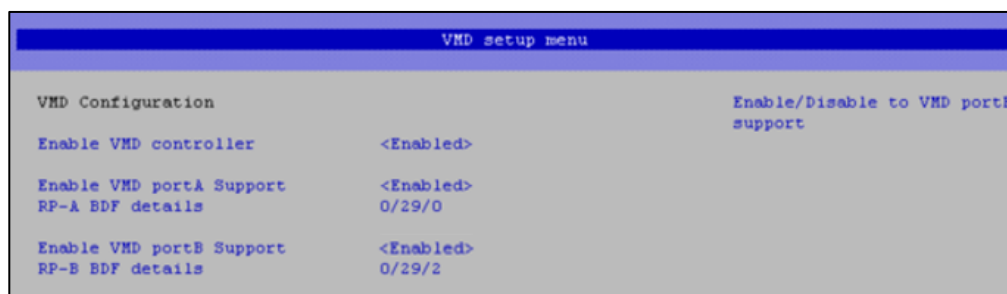 VMD setup menu
VMD Configuration
Enable/Disable to VMD port
support
Enable VMD controller <Enabled>
Enable VMD portA Support <Enabled>
RP-A BDF details 0/29/0
Enable VMD portB Support <Enabled>
RP-B BDF details 0/29/2